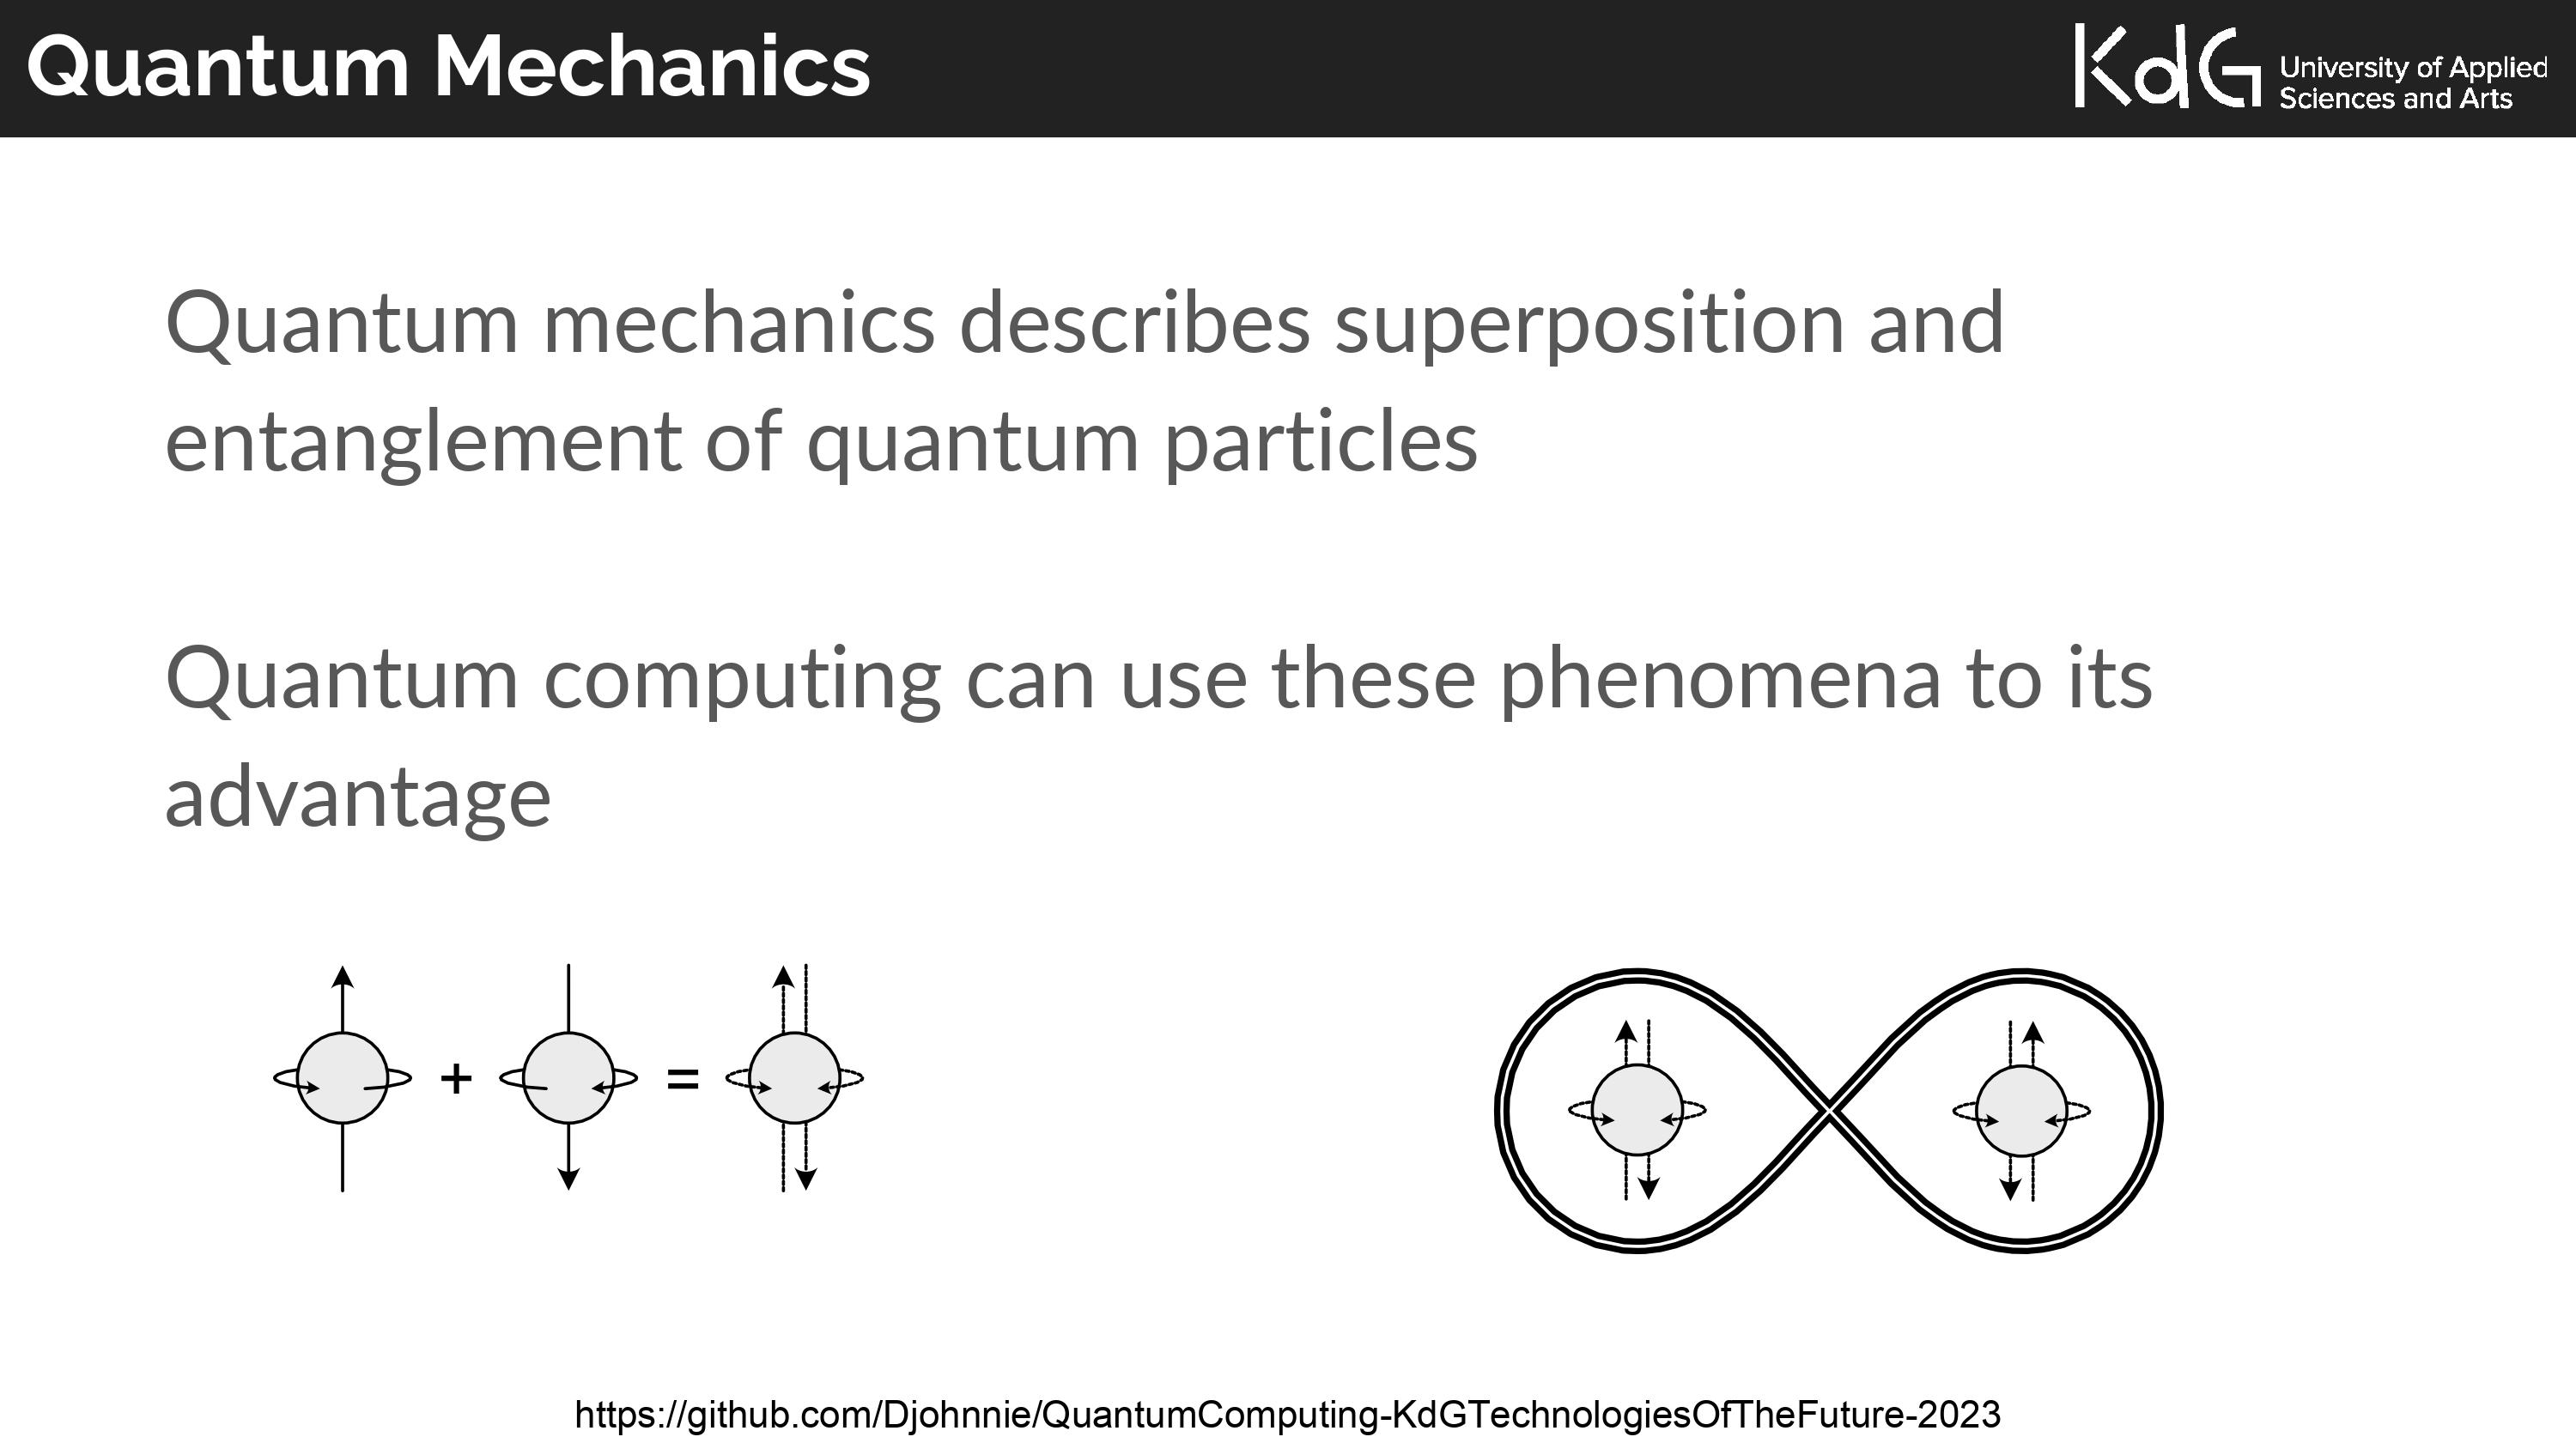 Quantum Mechanics
KdG University of Applied
Sciences and Arts
Quantum mechanics describes superposition and
entanglement of quantum particles
Quantum computing can use these phenomena to its
advantage
+ =
https://github.com/Djohnnie/QuantumComputing-KdGTechnologiesOfTheFuture-2023